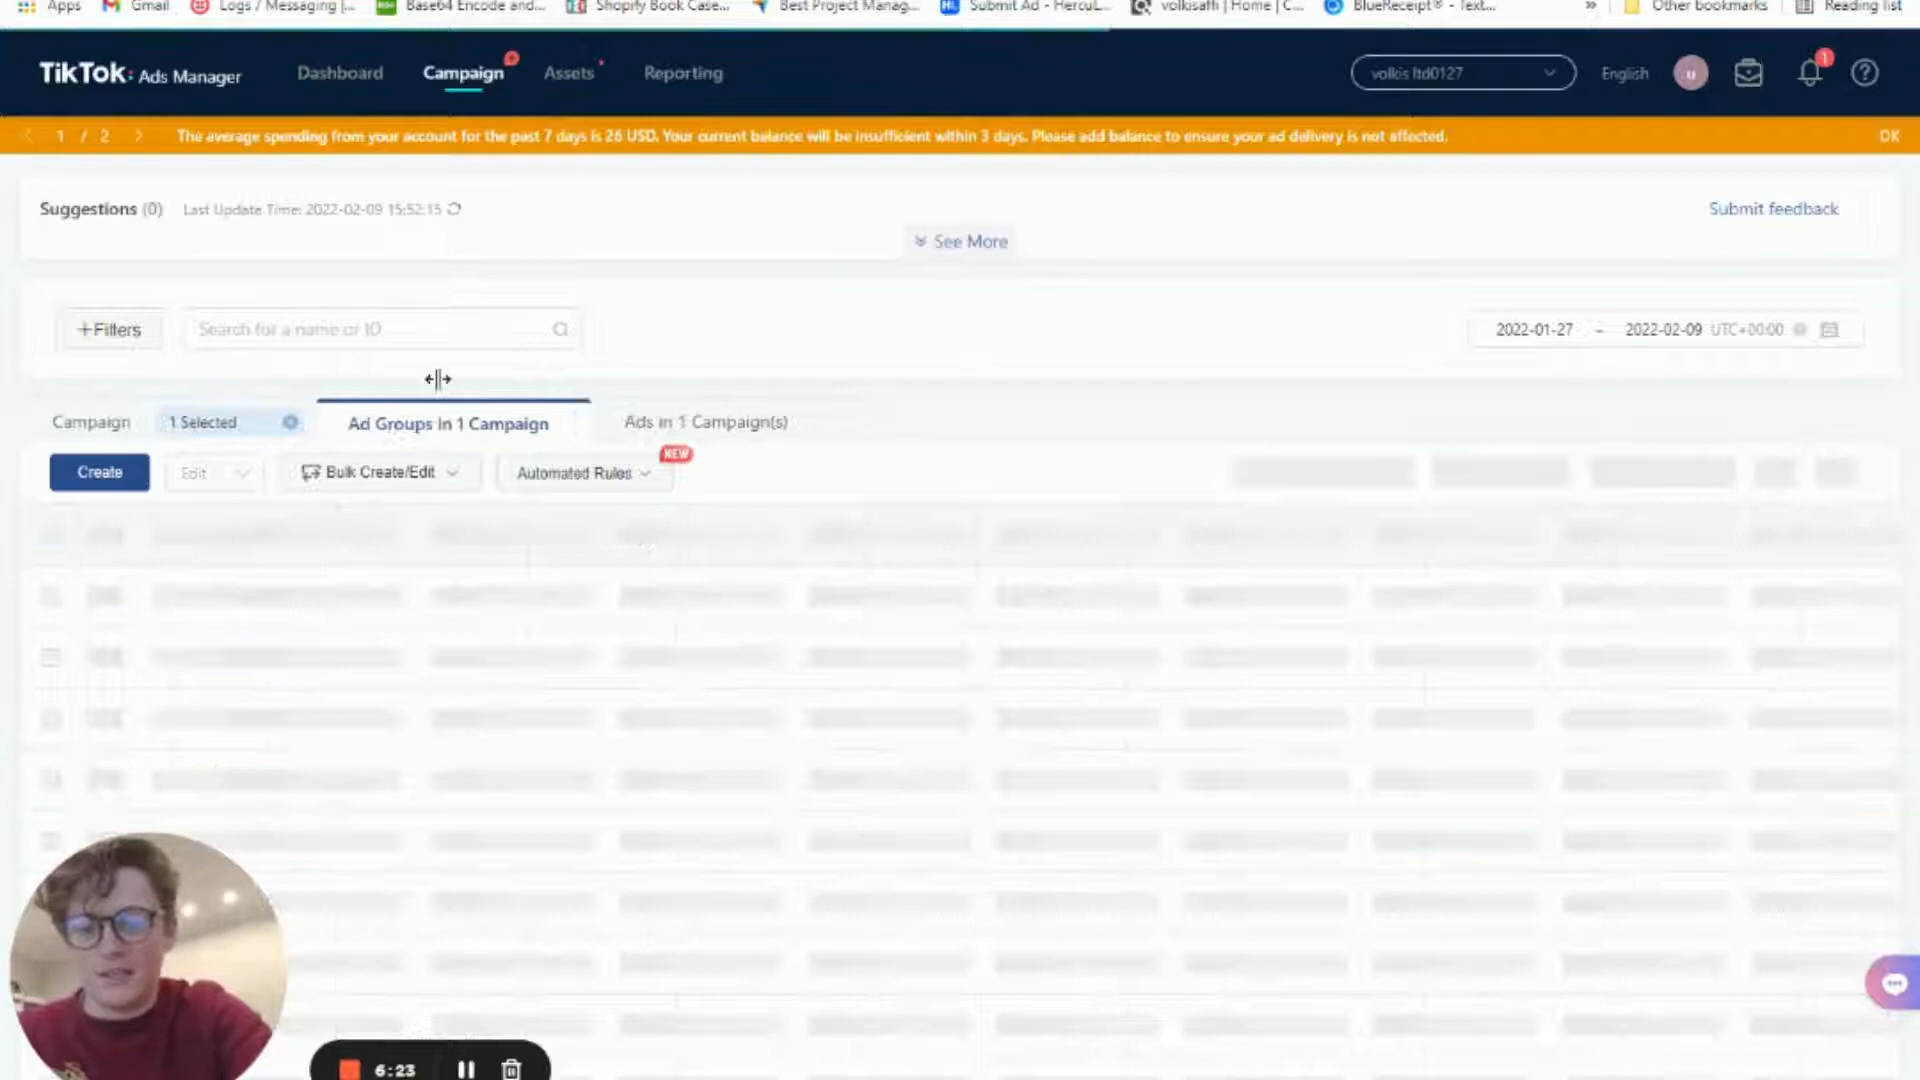 Apps Gmail Logs / Messaging |... Base64 Encode and... Shopify Book Case... Best Project Manag... Submit Ad - HercuL... volkisaffi | Home | C... BlueReceipt® - Text... » Other bookmarks Reading list
TikTok: Ads Manager Dashboard Campaign Assets Reporting volkis ltd0127 English u 1
1 / 2 The average spending from your account for the past 7 days is 26 USD. Your current balance will be insufficient within 3 days. Please add balance to ensure your ad delivery is not affected. OK
Suggestions (0) Last Update Time: 2022-02-09 15:52:15 Submit feedback
See More
+Filters Search for a name or ID 2022-01-27 – 2022-02-09 UTC+00:00
Campaign 1 Selected Ad Groups in 1 Campaign Ads in 1 Campaign(s)
NEW
Create Edit Bulk Create/Edit Automated Rules
6:23